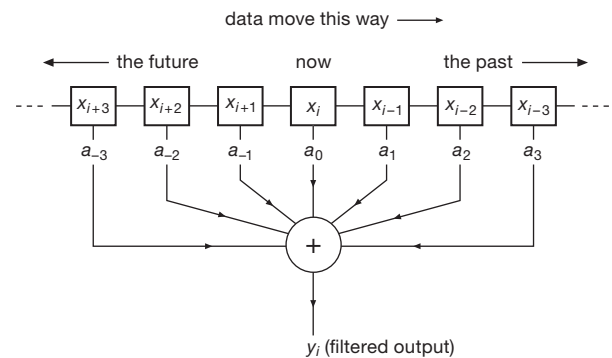 data move this way
the future now the past
x_{i+3} x_{i+2} x_{i+1} x_i x_{i−1} x_{i−2} x_{i−3}
a_{−3} a_{−2} a_{−1} a_0 a_1 a_2 a_3
+
y_i (filtered output)